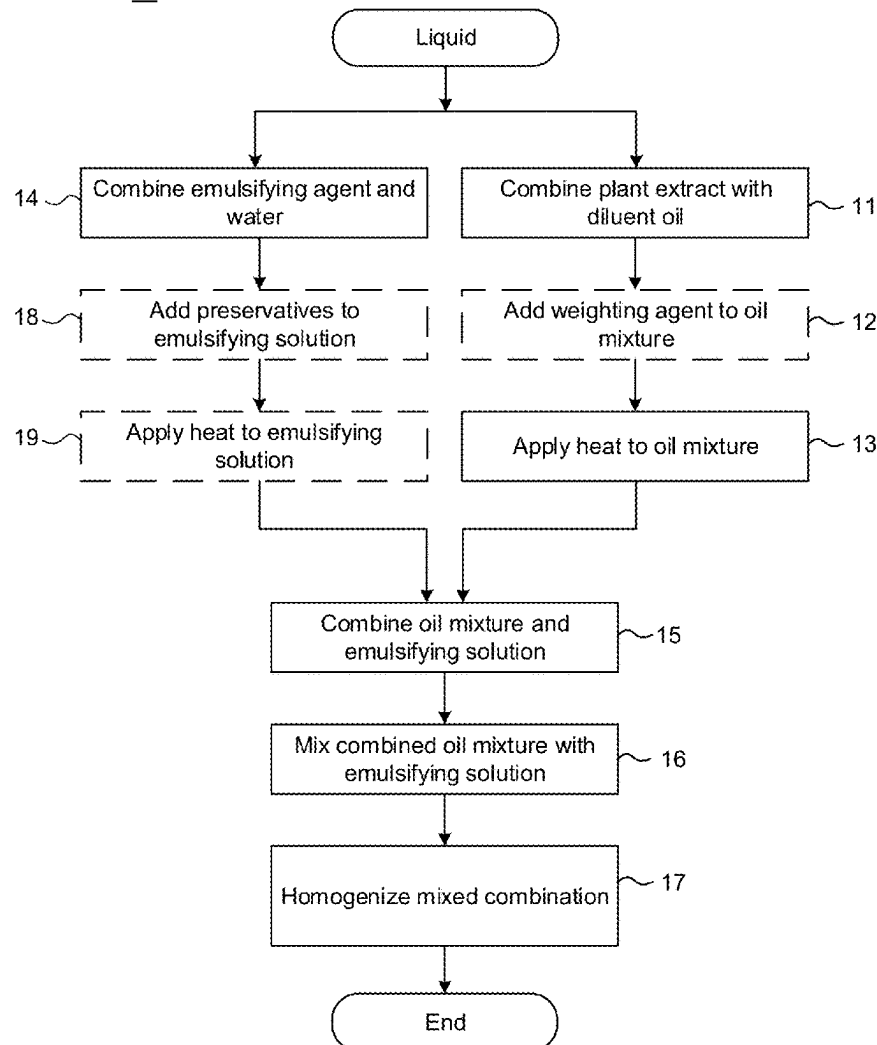 Liquid
14
Combine emulsifying agent and
water
Combine plant extract with
diluent oil
11
18
Add preservatives to
emulsifying solution
Add weighting agent to oil
mixture
12
19
Apply heat to emulsifying
solution
Apply heat to oil mixture
13
Combine oil mixture and
emulsifying solution
15
Mix combined oil mixture with
emulsifying solution
16
Homogenize mixed combination
17
End